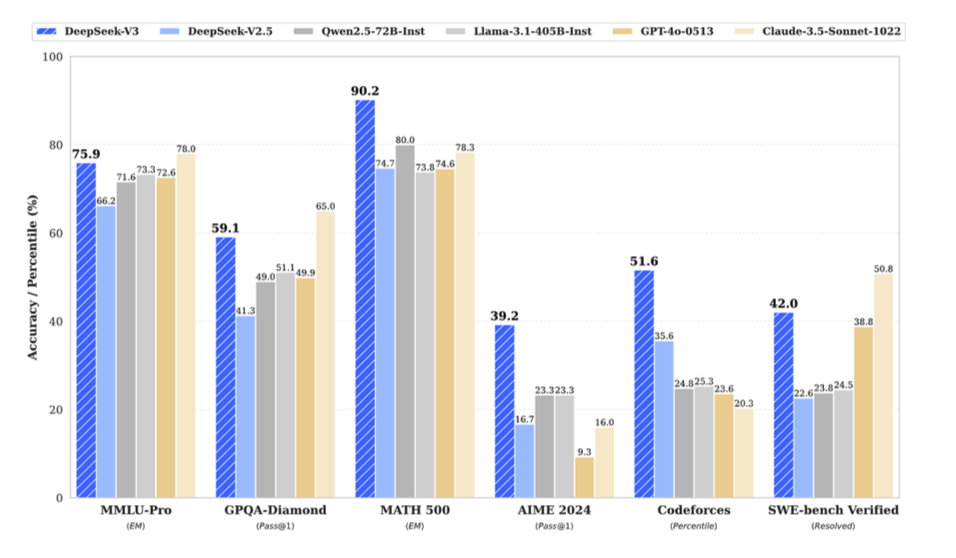 DeepSeek-V3 DeepSeek-V2.5 Qwen2.5-72B-Inst Llama-3.1-405B-Inst GPT-4o-0513 Claude-3.5-Sonnet-1022
Accuracy / Percentile (%)
100
80
60
40
20
0
75.9 66.2 71.6 73.3 72.6 78.0
59.1 41.3 49.0 51.1 49.9 65.0
90.2 74.7 80.0 73.8 74.6 78.3
39.2 16.7 23.3 23.3 9.3 16.0
51.6 35.6 24.8 25.3 23.6 20.3
42.0 22.6 23.8 24.5 38.8 50.8
MMLU-Pro GPQA-Diamond MATH 500 AIME 2024 Codeforces SWE-bench Verified
(EM) (Pass@1) (EM) (Pass@1) (Percentile) (Resolved)